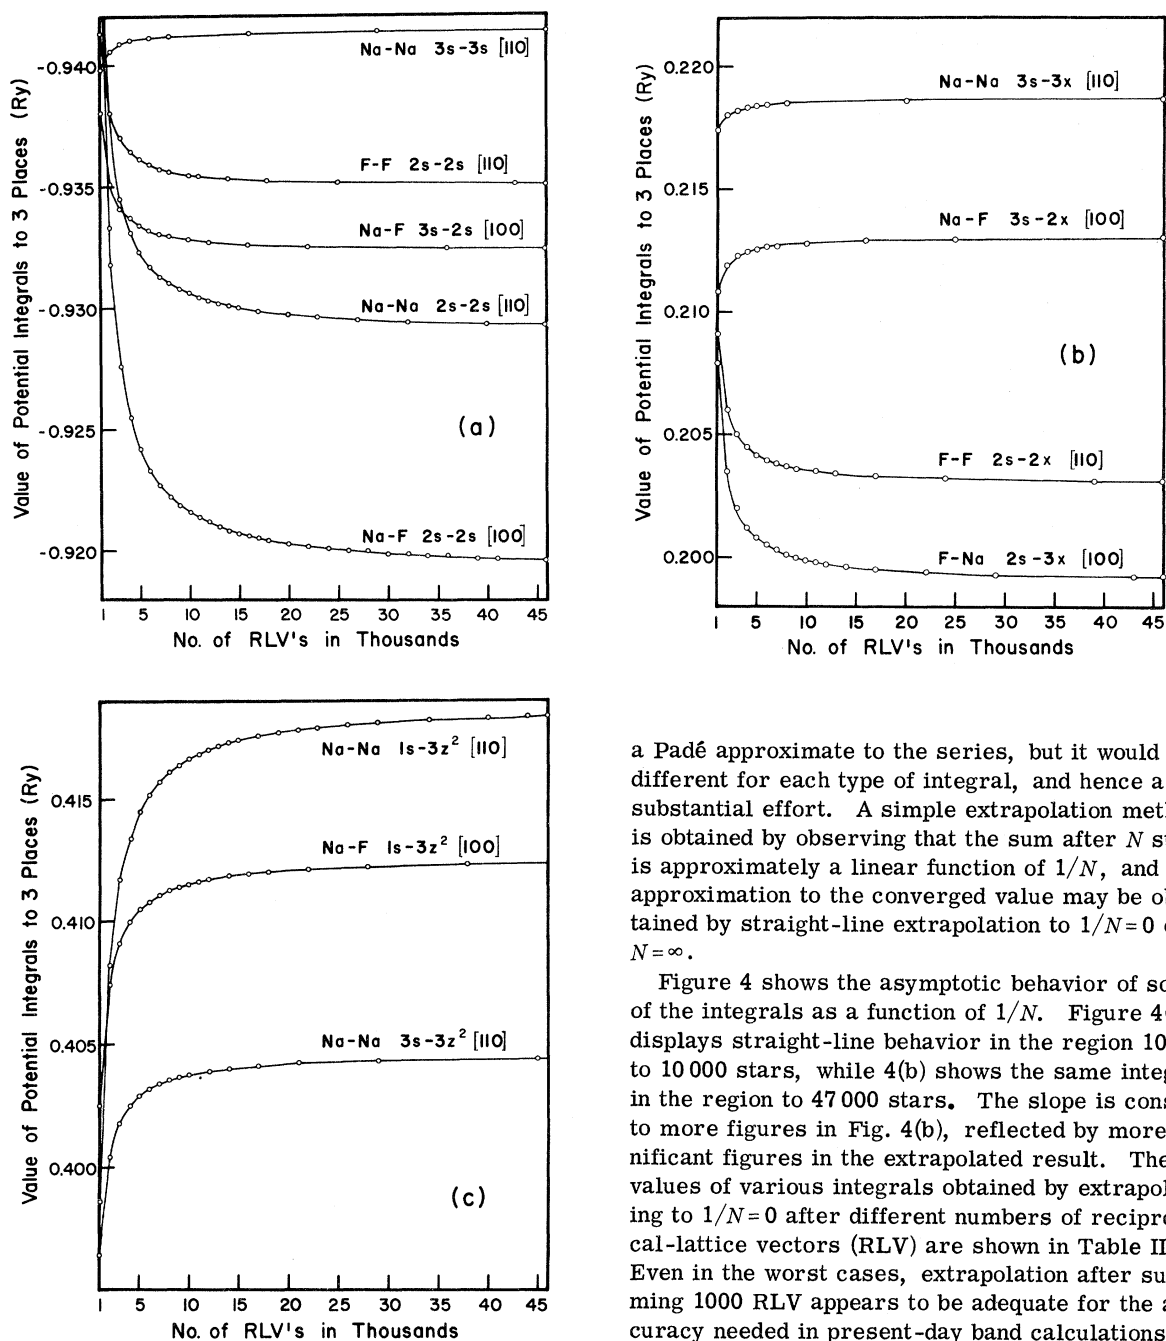 Value of Potential Integrals to 3 Places (Ry)
-0.940
-0.935
-0.930
-0.925
-0.920
Na-Na 3s-3s [110]
F-F 2s-2s [110]
Na-F 3s-2s [100]
Na-Na 2s-2s [110]
(a)
Na-F 2s-2s [100]
1 5 10 15 20 25 30 35 40 45
No. of RLV's in Thousands
Value of Potential Integrals to 3 Places (Ry)
0.220
0.215
0.210
0.205
0.200
Na-Na 3s-3x [110]
Na-F 3s-2x [100]
(b)
F-F 2s-2x [110]
F-Na 2s-3x [100]
1 5 10 15 20 25 30 35 40 45
No. of RLV's in Thousands
Value of Potential Integrals to 3 Places (Ry)
0.415
0.410
0.405
0.400
Na-Na 1s-3z² [110]
Na-F 1s-3z² [100]
Na-Na 3s-3z² [110]
(c)
1 5 10 15 20 25 30 35 40 45
No. of RLV's in Thousands
a Padé approximate to the series, but it would
different for each type of integral, and hence a
substantial effort. A simple extrapolation
is obtained by observing that the sum after N
is approximately a linear function of 1/N, and
approximation to the converged value may be
tained by straight-line extrapolation to 1/N=0
N=∞.
Figure 4 shows the asymptotic behavior of
of the integrals as a function of 1/N. Figure
displays straight-line behavior in the region
to 10 000 stars, while 4(b) shows the same
in the region to 47 000 stars. The slope is
to more figures in Fig. 4(b), reflected by more
nificant figures in the extrapolated result. The
values of various integrals obtained by
ing to 1/N=0 after different numbers of
cal-lattice vectors (RLV) are shown in Table
Even in the worst cases, extrapolation after
ming 1000 RLV appears to be adequate for the
curacy needed in present-day band calculations